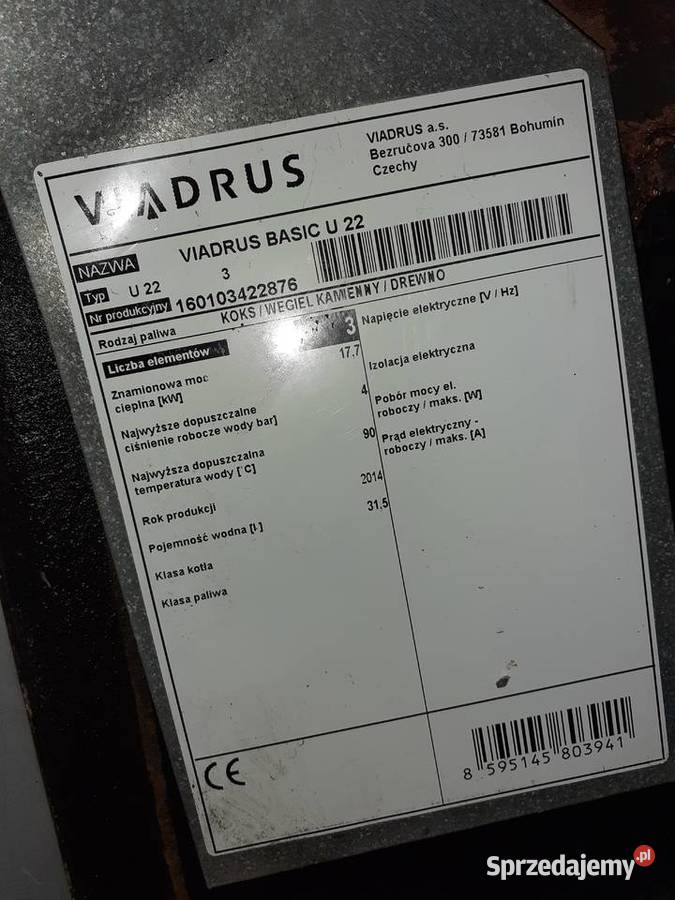 VIADRUS
VIADRUS a.s.
Bezručova 300 / 73581 Bohumín
Czechy
NAZWA
VIADRUS BASIC U 22
Typ U 22 3
Nr produkcyjny 160103422876
Rodzaj paliwa KOKS / WĘGIEL KAMIENNY / DREWNO
Liczba elementów 3
Znamionowa moc
cieplna [kW] 17,7
Najwyższe dopuszczalne
ciśnienie robocze wody bar] 4
Najwyższa dopuszczalna
temperatura wody [°C] 90
Rok produkcji 2014
Pojemność wodna [l] 31,5
Klasa kotła
Klasa paliwa
Napięcie elektryczne [V / Hz]
Izolacja elektryczna
Pobór mocy el.
roboczy / maks. [W]
Prąd elektryczny -
roboczy / maks. [A]
CE
8 595145 803941
Sprzedajemy.pl